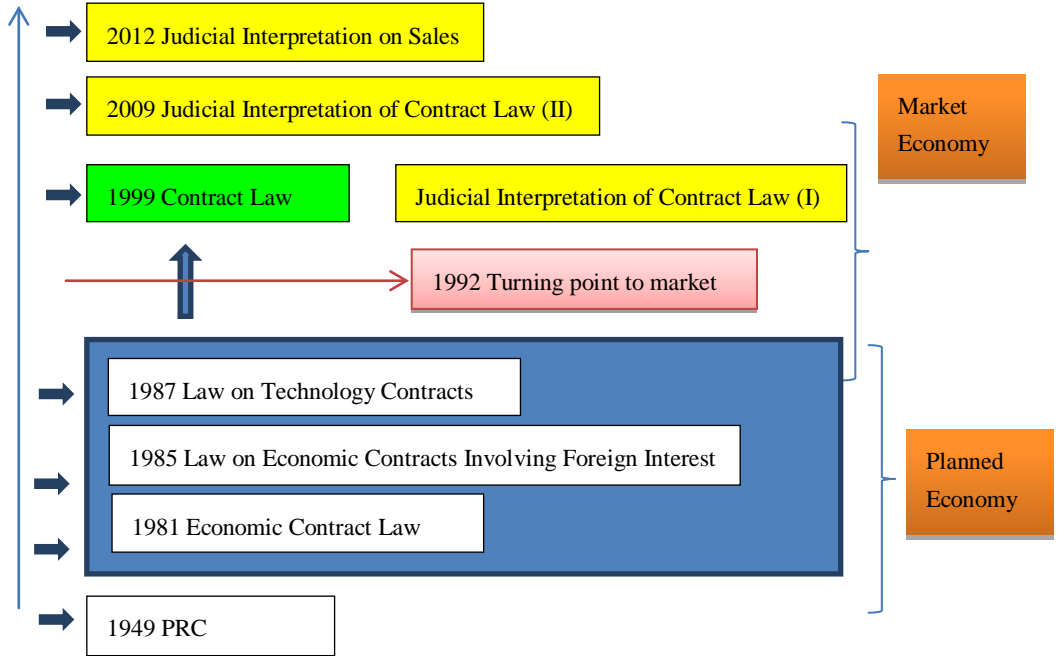 2012 Judicial Interpretation on Sales
2009 Judicial Interpretation of Contract Law (II)
Market
Economy
1999 Contract Law
Judicial Interpretation of Contract Law (I)
1992 Turning point to market
1987 Law on Technology Contracts
1985 Law on Economic Contracts Involving Foreign Interest
Planned
Economy
1981 Economic Contract Law
1949 PRC